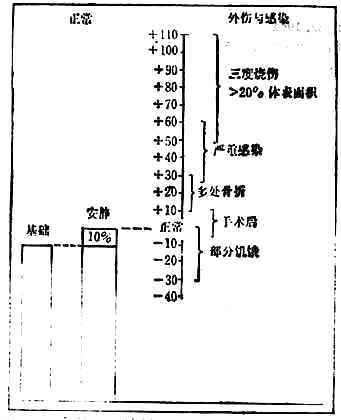 正常
外伤与感染
+110
+100
+90
三度烧伤
+80
>20% 体表面积
+70
+60
+50
严重感染
+40
+30
+20
多处骨折
+10
安静
手术后
基础
正常
10%
-10
部分饥饿
-20
-30
-40